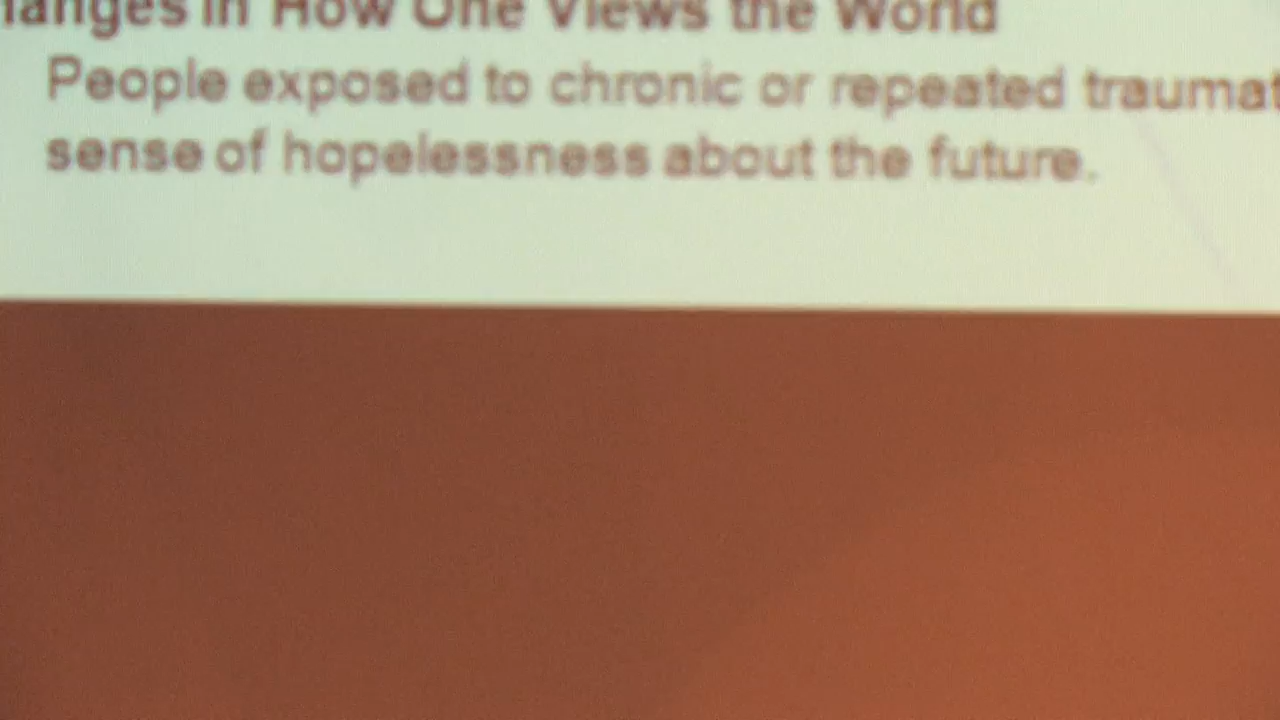 hanges in How One Views the World
People exposed to chronic or repeated traumat
sense of hopelessness about the future.